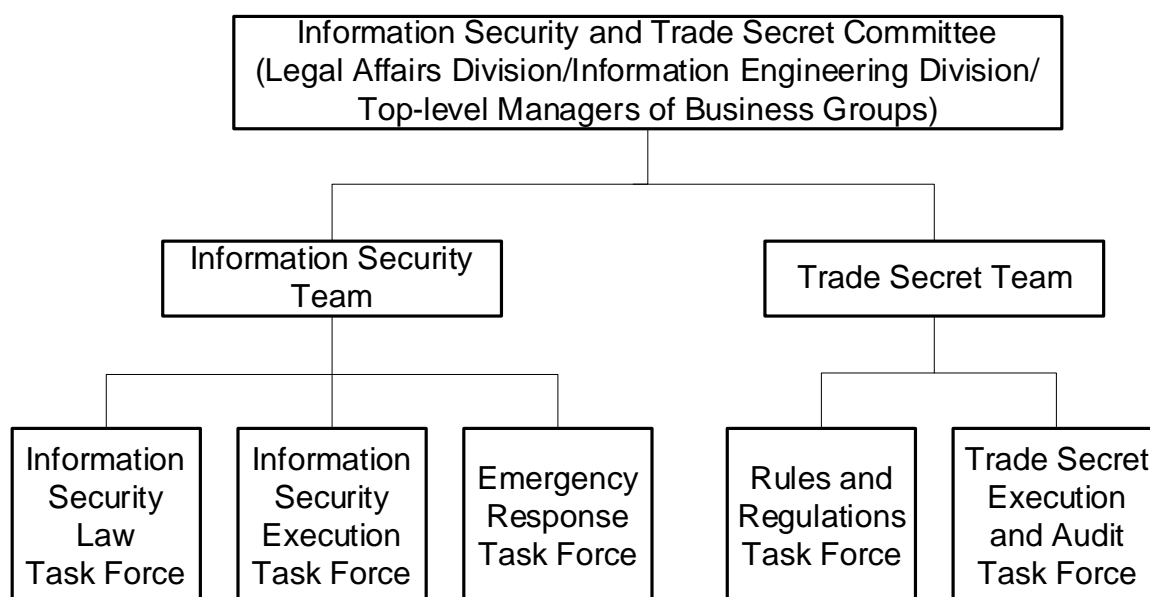 Information Security and Trade Secret Committee
(Legal Affairs Division/Information Engineering Division/
Top-level Managers of Business Groups)
Information Security
Team
Trade Secret Team
Information
Security
Law
Task Force
Information
Security
Execution
Task Force
Emergency
Response
Task Force
Rules and
Regulations
Task Force
Trade Secret
Execution
and Audit
Task Force